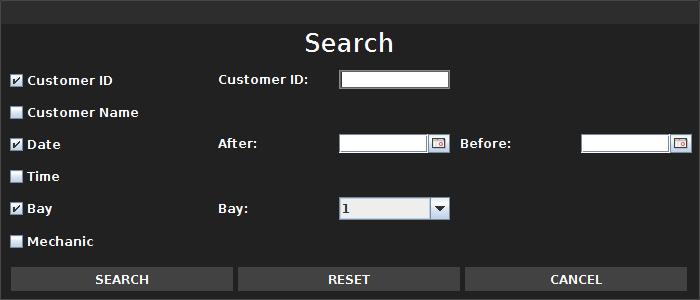 Search
Customer ID Customer ID:
Customer Name
Date After: Before:
Time
Bay Bay: 1
Mechanic
SEARCH RESET CANCEL